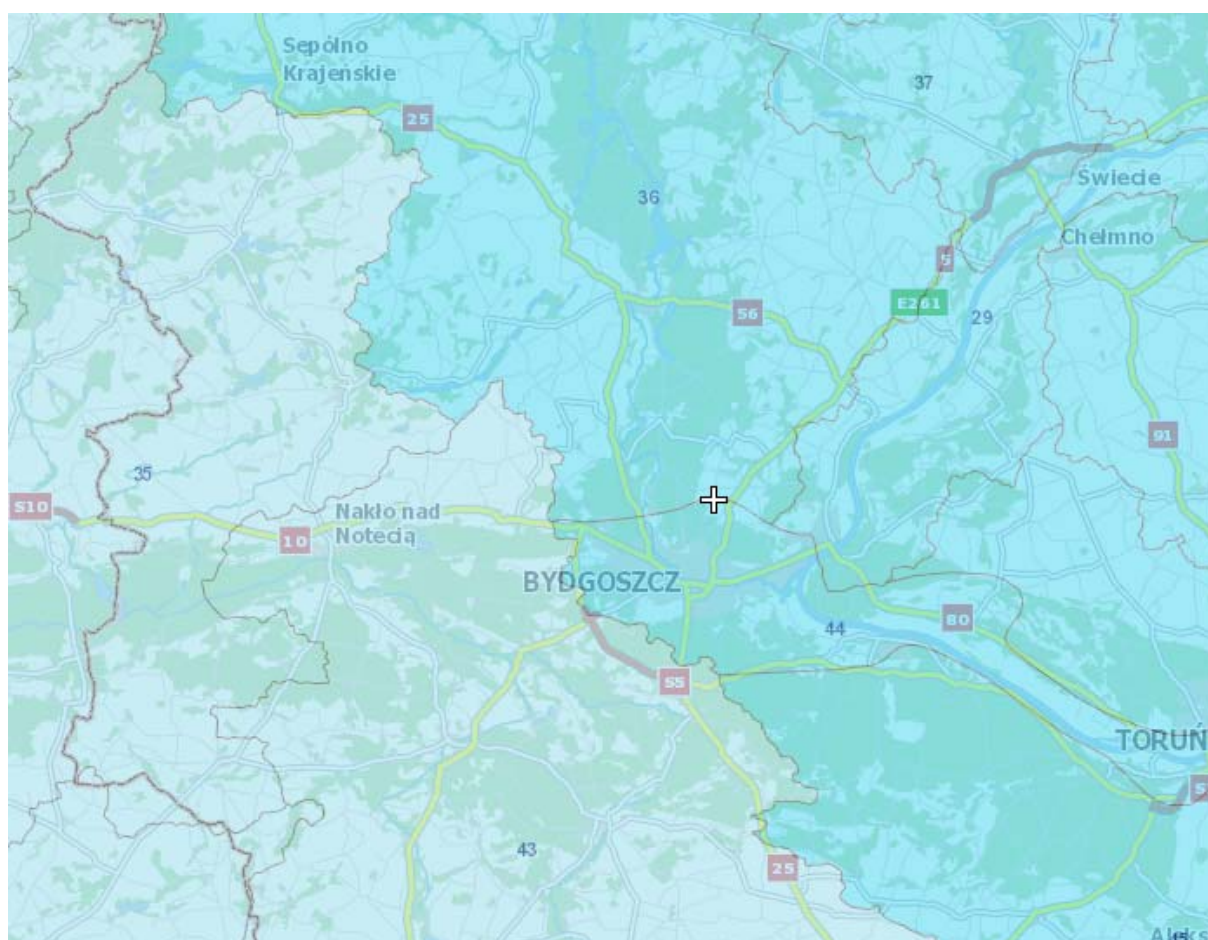 Sępólno
Krajeńskie
37
25
Świecie
36
Chełmno
5
E261
56
29
91
35
S10
Nakło nad
Notecią
10
BYDGOSZCZ
80
44
S5
TORUŃ
43
25